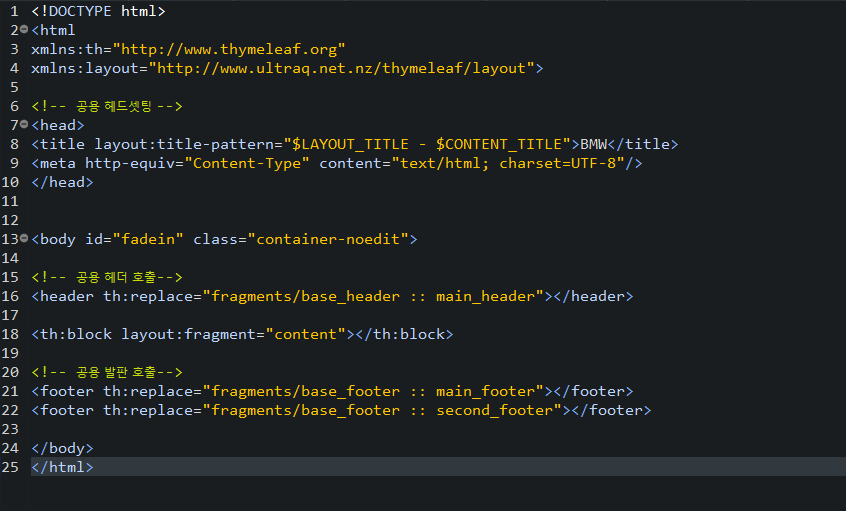 1 <!DOCTYPE html>
2 <html
3 xmlns:th="http://www.thymeleaf.org"
4 xmlns:layout="http://www.ultraq.net.nz/thymeleaf/layout">
5
6 <!-- 공용 헤드셋팅 -->
7 <head>
8 <title layout:title-pattern="$LAYOUT_TITLE - $CONTENT_TITLE">BMW</title>
9 <meta http-equiv="Content-Type" content="text/html; charset=UTF-8"/>
10 </head>
11
12
13 <body id="fadein" class="container-noedit">
14
15 <!-- 공용 헤더 호출-->
16 <header th:replace="fragments/base_header :: main_header"></header>
17
18 <th:block layout:fragment="content"></th:block>
19
20 <!-- 공용 발판 호출-->
21 <footer th:replace="fragments/base_footer :: main_footer"></footer>
22 <footer th:replace="fragments/base_footer :: second_footer"></footer>
23
24 </body>
25 </html>